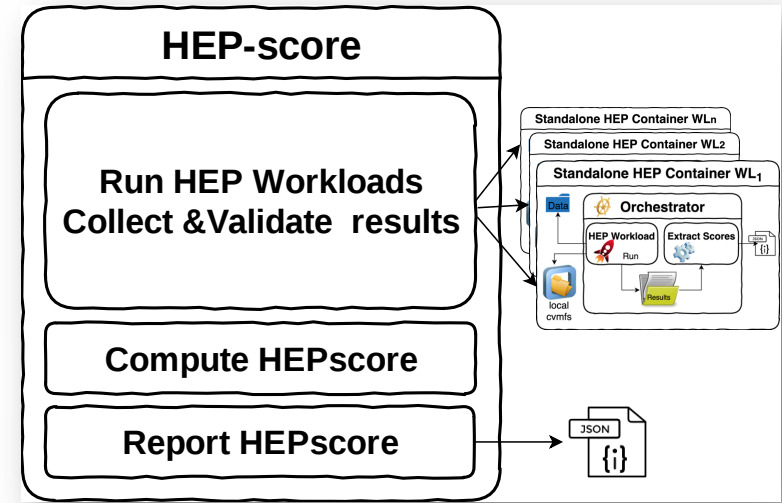 HEP-score
Run HEP Workloads
Collect &Validate results
Compute HEPscore
Report HEPscore
Standalone HEP Container WLn
Standalone HEP Container WL2
Standalone HEP Container WL1
Data
Orchestrator
HEP Workload
Run
Extract Scores
JSON
{i}
Results
local
cvmfs
JSON
{i}